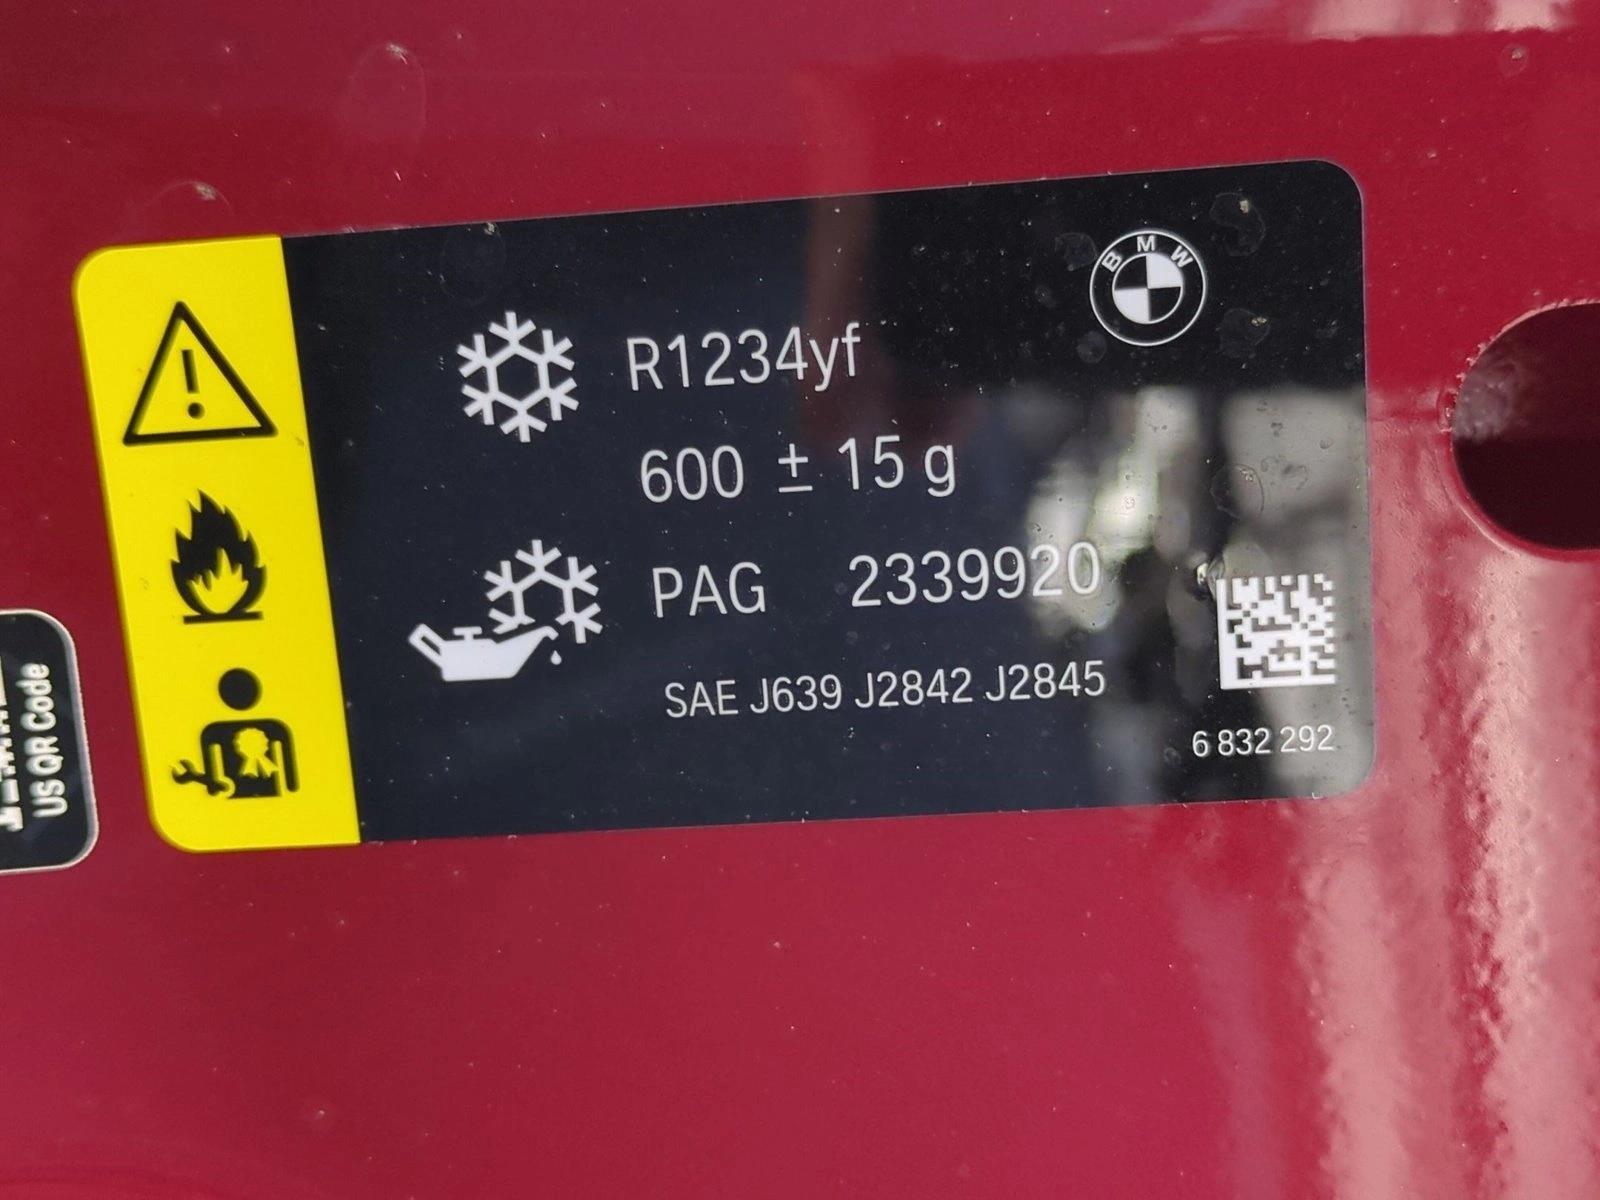 BMW
R1234yf
600 ± 15 g
PAG 2339920
SAE J639 J2842 J2845
6 832 292
US QR Code